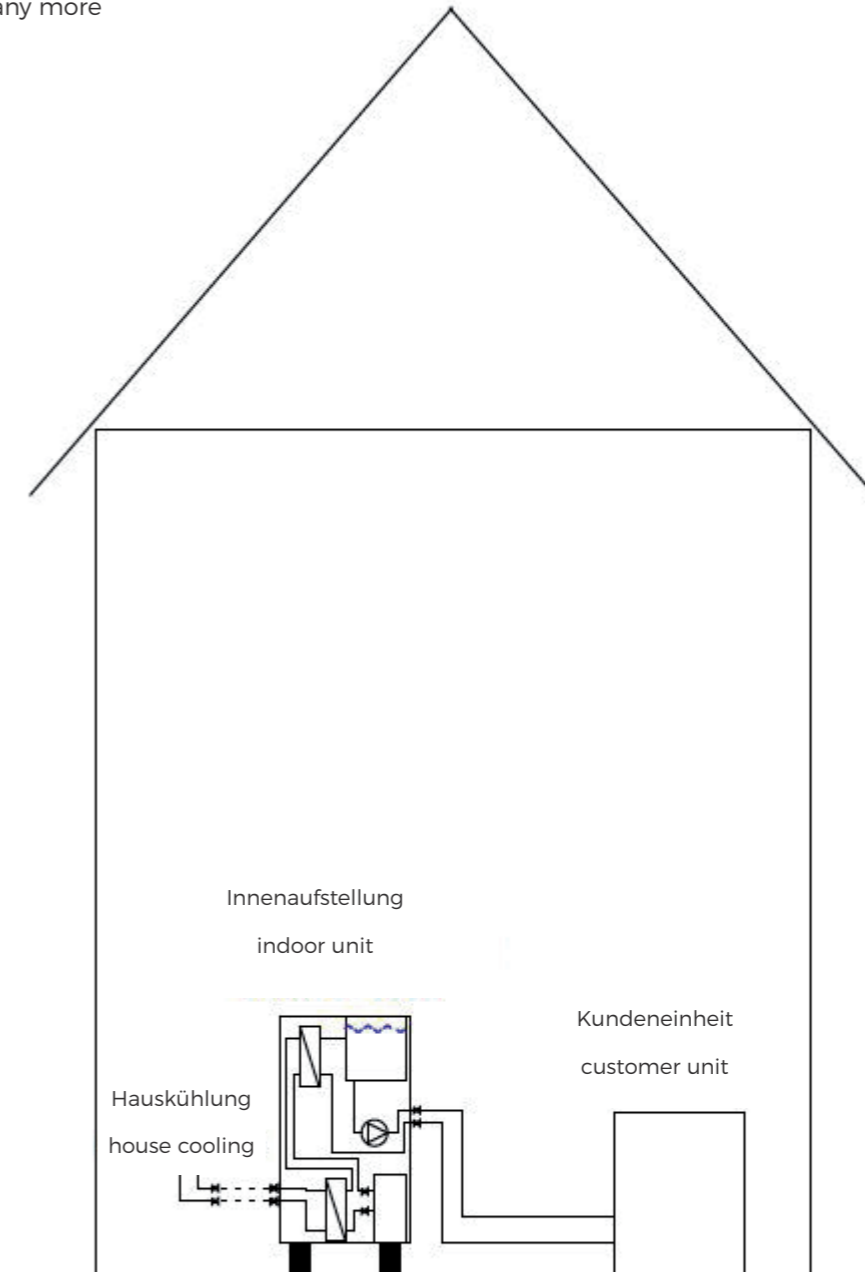 any more
Innenaufstellung
indoor unit
Kundeneinheit
customer unit
Hauskühlung
house cooling